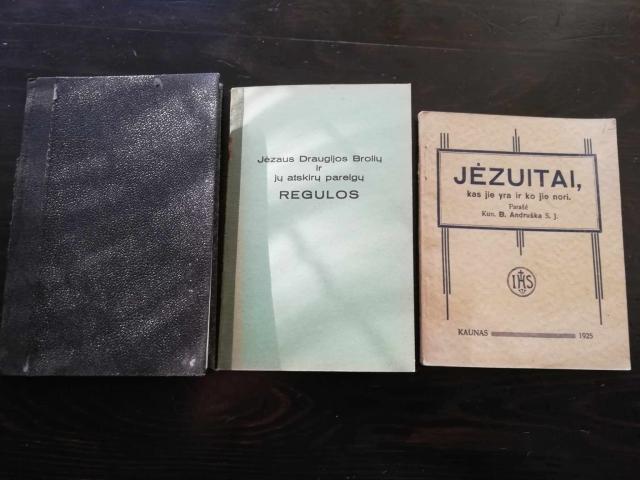 Jėzaus Draugijos Brolių
ir
jų atskirų pareigų
REGULOS
JĖZUITAI,
kas jie yra ir ko jie nori.
Parašė
Kun. B. Andruška S. J.
IHS
KAUNAS 1925